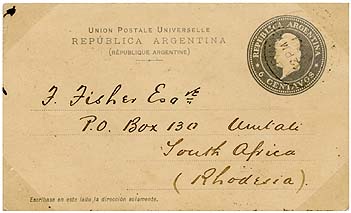 UNION POSTALE UNIVERSELLE
REPÚBLICA ARGENTINA
(RÉPUBLIQUE ARGENTINE)
REPUBLICA ARGENTINA
6 CENTAVOS
F. Fisher Esqre
P.O. Box 130 Umtali
South Africa
(Rhodesia).
Escríbase en este lado la dirección solamente.